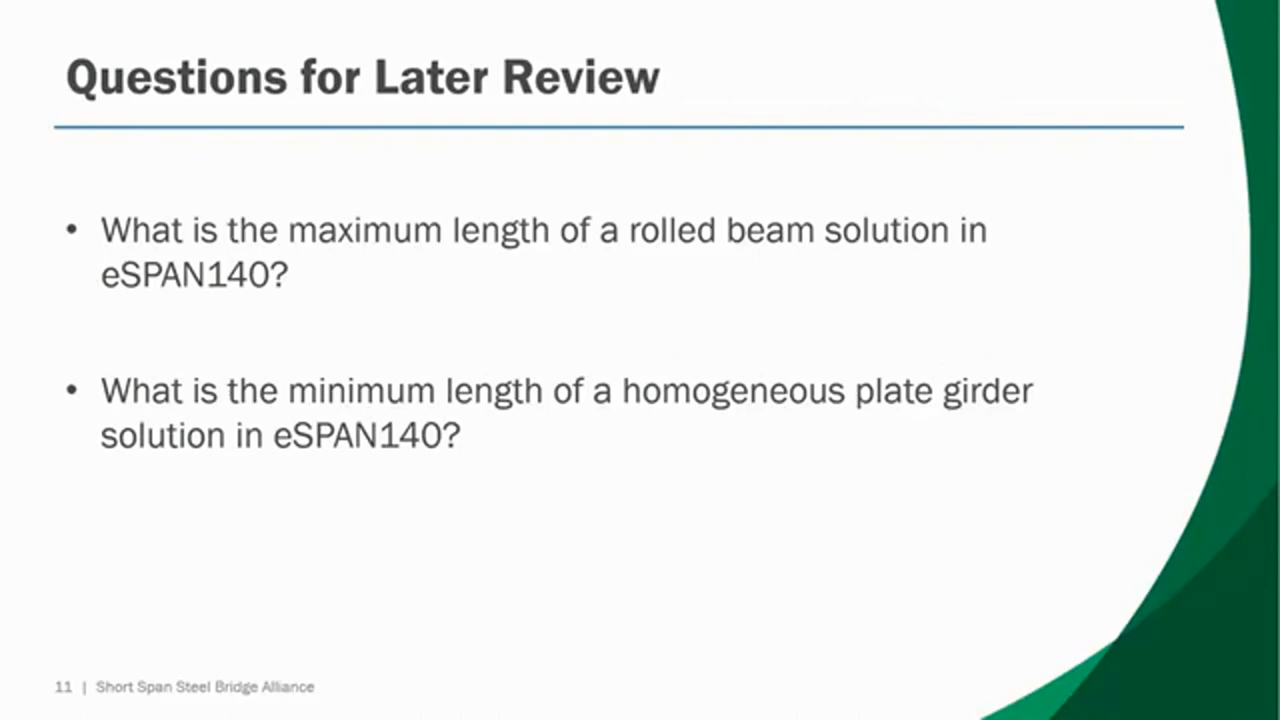 Questions for Later Review
• What is the maximum length of a rolled beam solution in
eSPAN140?
• What is the minimum length of a homogeneous plate girder
solution in eSPAN140?
11 | Short Span Steel Bridge Alliance